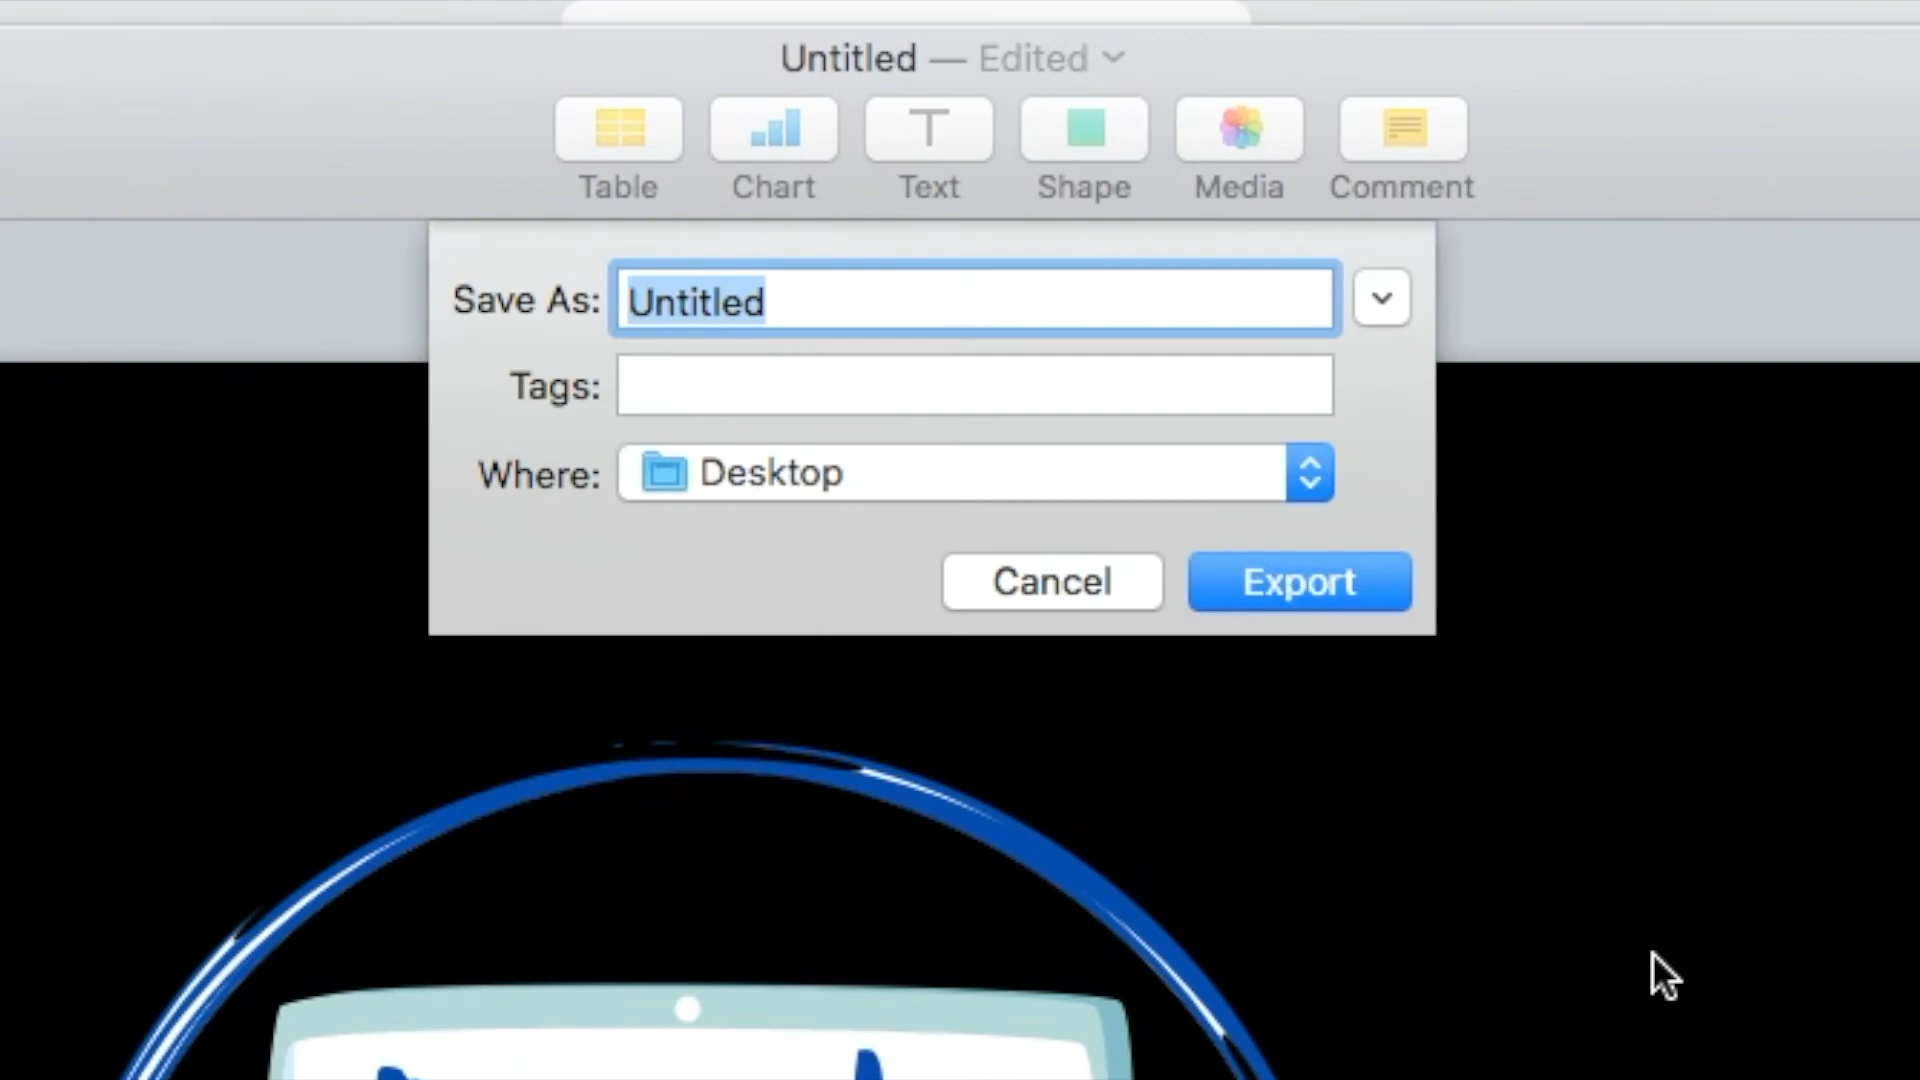 Untitled — Edited
Table Chart Text Shape Media Comment
Save As: Untitled
Tags:
Where: Desktop
Cancel Export